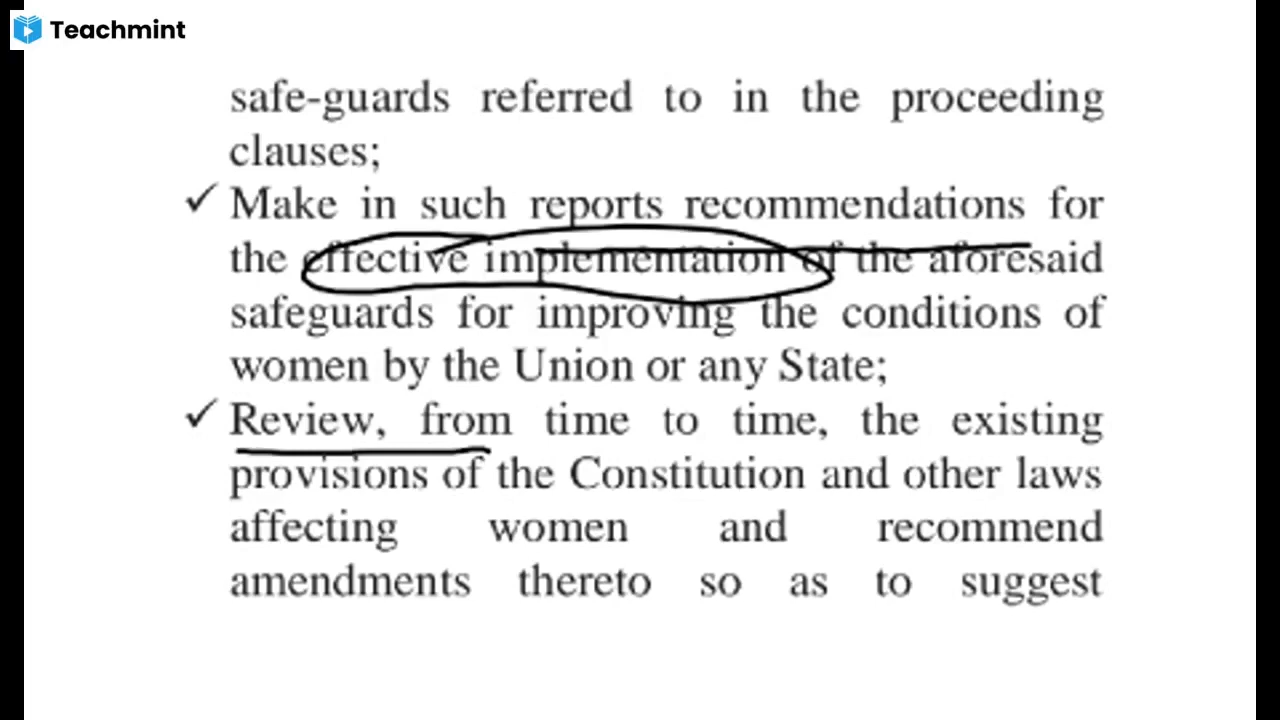 Teachmint
safe-guards referred to in the proceeding
clauses;
✓ Make in such reports recommendations for
the effective implementation of the aforesaid
safeguards for improving the conditions of
women by the Union or any State;
✓ Review, from time to time, the existing
provisions of the Constitution and other laws
affecting women and recommend
amendments thereto so as to suggest